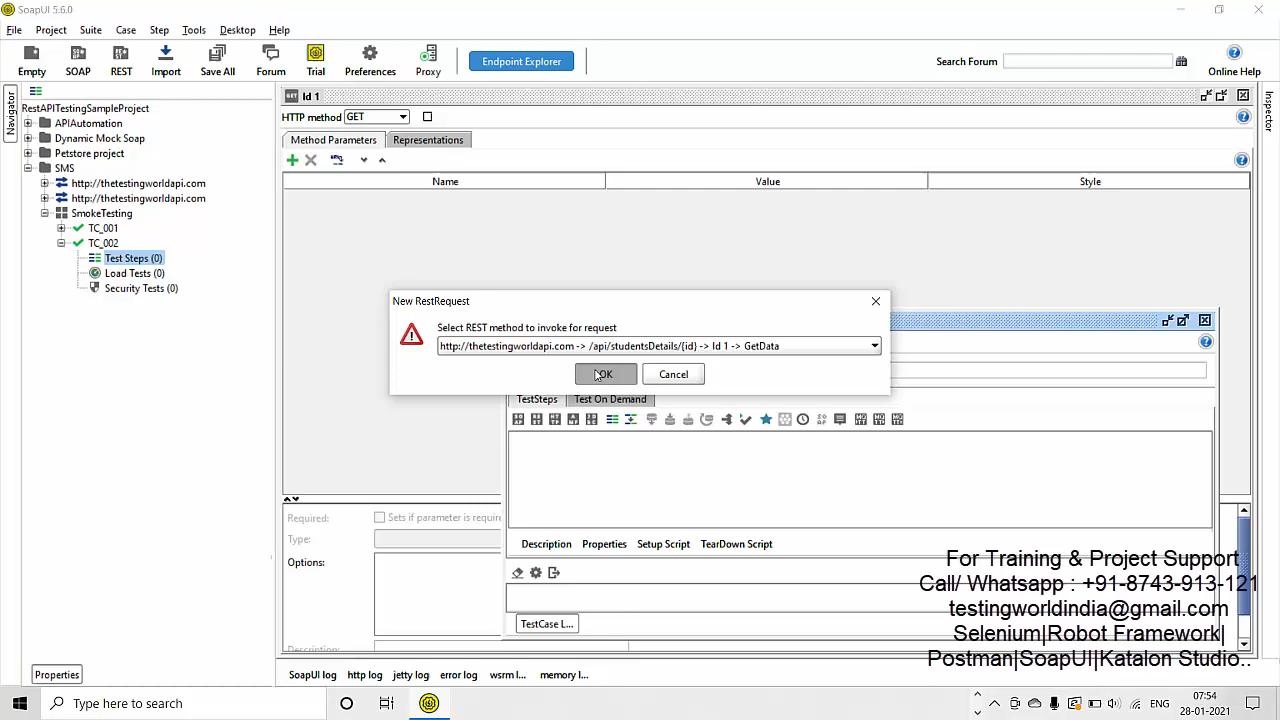 SoapUI 5.6.0
File Project Suite Case Step Tools Desktop Help
Empty SOAP REST Import Save All Forum Trial Preferences Proxy
Endpoint Explorer
Search Forum
Online Help
Navigator
RestAPITestingSampleProject
APIAutomation
Dynamic Mock Soap
Petstore project
SMS
http://thetestingworldapi.com
http://thetestingworldapi.com
SmokeTesting
TC_001
TC_002
Test Steps (0)
Load Tests (0)
Security Tests (0)
Properties
GET Id 1
HTTP method GET
Method Parameters Representations
Name Value Style
Inspector
New RestRequest
Select REST method to invoke for request
http://thetestingworldapi.com -> /api/studentsDetails/{id} -> Id 1 -> GetData
OK Cancel
TestSteps Test On Demand
Description Properties Setup Script TearDown Script
TestCase L...
Required: Sets if parameter is require
Type:
Options:
Description:
For Training & Project Support
Call/ Whatsapp : +91-8743-913-121
testingworldindia@gmail.com
Selenium|Robot Framework|
Postman|SoapUI|Katalon Studio..
SoapUI log http log jetty log error log wsrm l... memory l...
Type here to search
ENG
07:54
28-01-2021